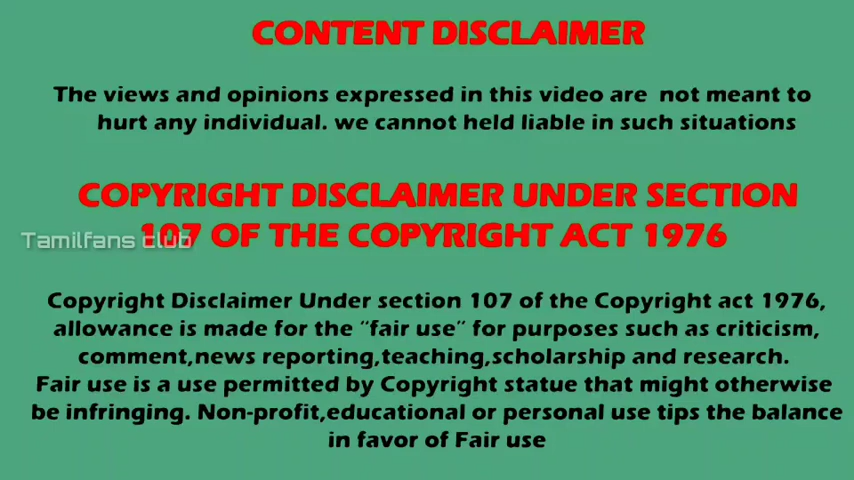 CONTENT DISCLAIMER
The views and opinions expressed in this video are not meant to
hurt any individual. we cannot held liable in such situations
COPYRIGHT DISCLAIMER UNDER SECTION
107 OF THE COPYRIGHT ACT 1976
Tamilfans club
Copyright Disclaimer Under section 107 of the Copyright act 1976,
allowance is made for the “fair use” for purposes such as criticism,
comment,news reporting,teaching,scholarship and research.
Fair use is a use permitted by Copyright statue that might otherwise
be infringing. Non-profit,educational or personal use tips the balance
in favor of Fair use